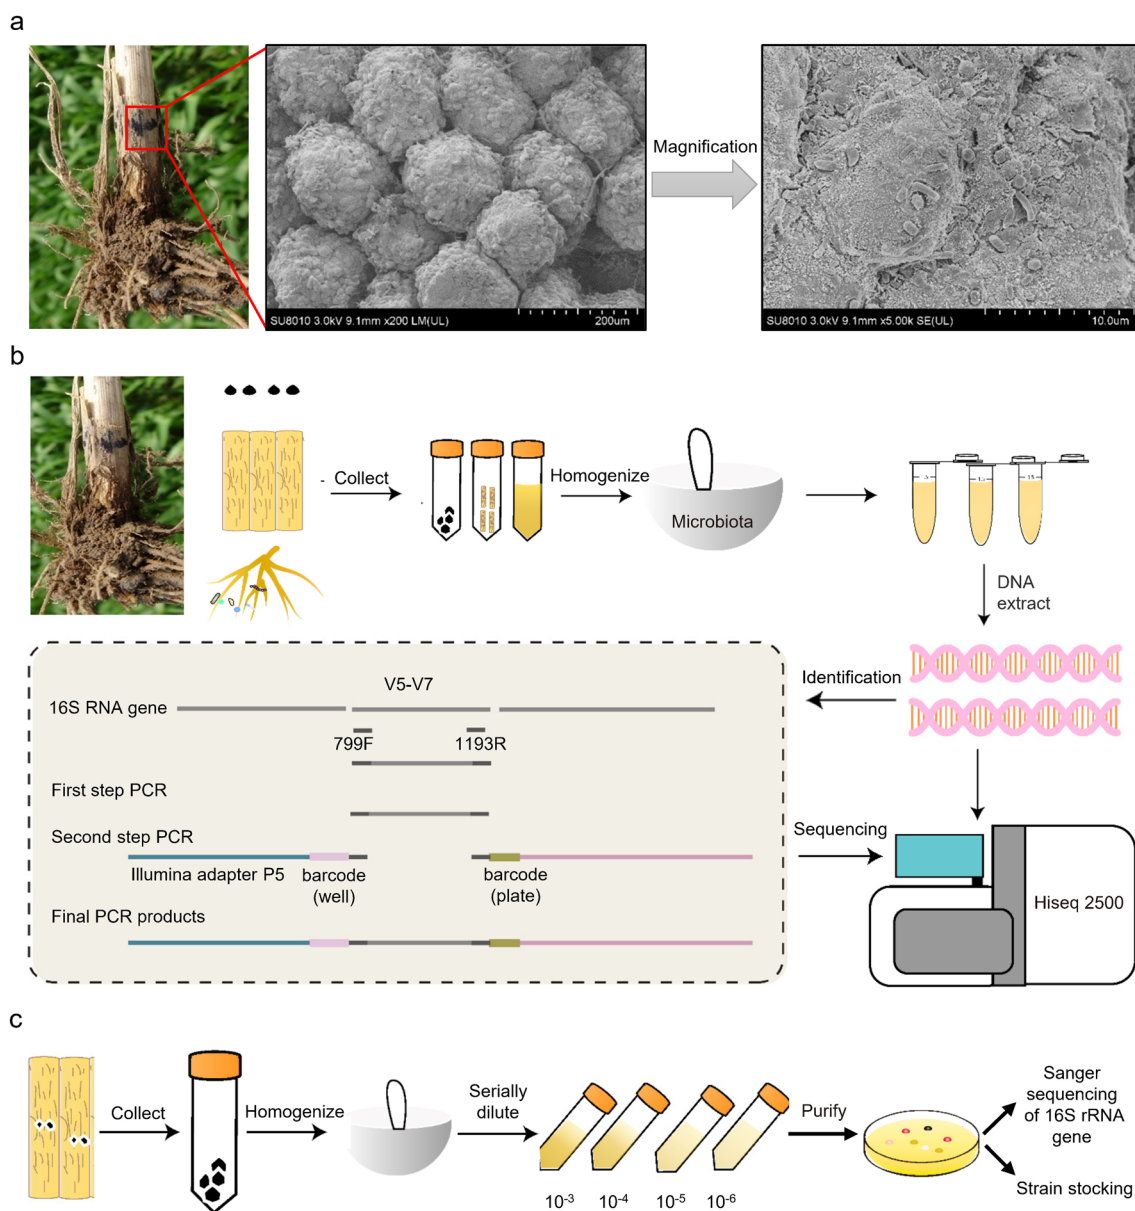 a
Magnification
SU8010 3.0kV 9.1mm x200 LM(UL)
200um
SU8010 3.0kV 9.1mm x5.00k SE(UL)
10.0um
b
Collect
Homogenize
Microbiota
DNA
extract
Identification
V5-V7
16S RNA gene
799F
1193R
First step PCR
Second step PCR
Illumina adapter P5
barcode
(well)
barcode
(plate)
Final PCR products
Sequencing
Hiseq 2500
c
Collect
Homogenize
Serially
dilute
10-3
10-4
10-5
10-6
Purify
Sanger
sequencing
of 16S rRNA
gene
Strain stocking